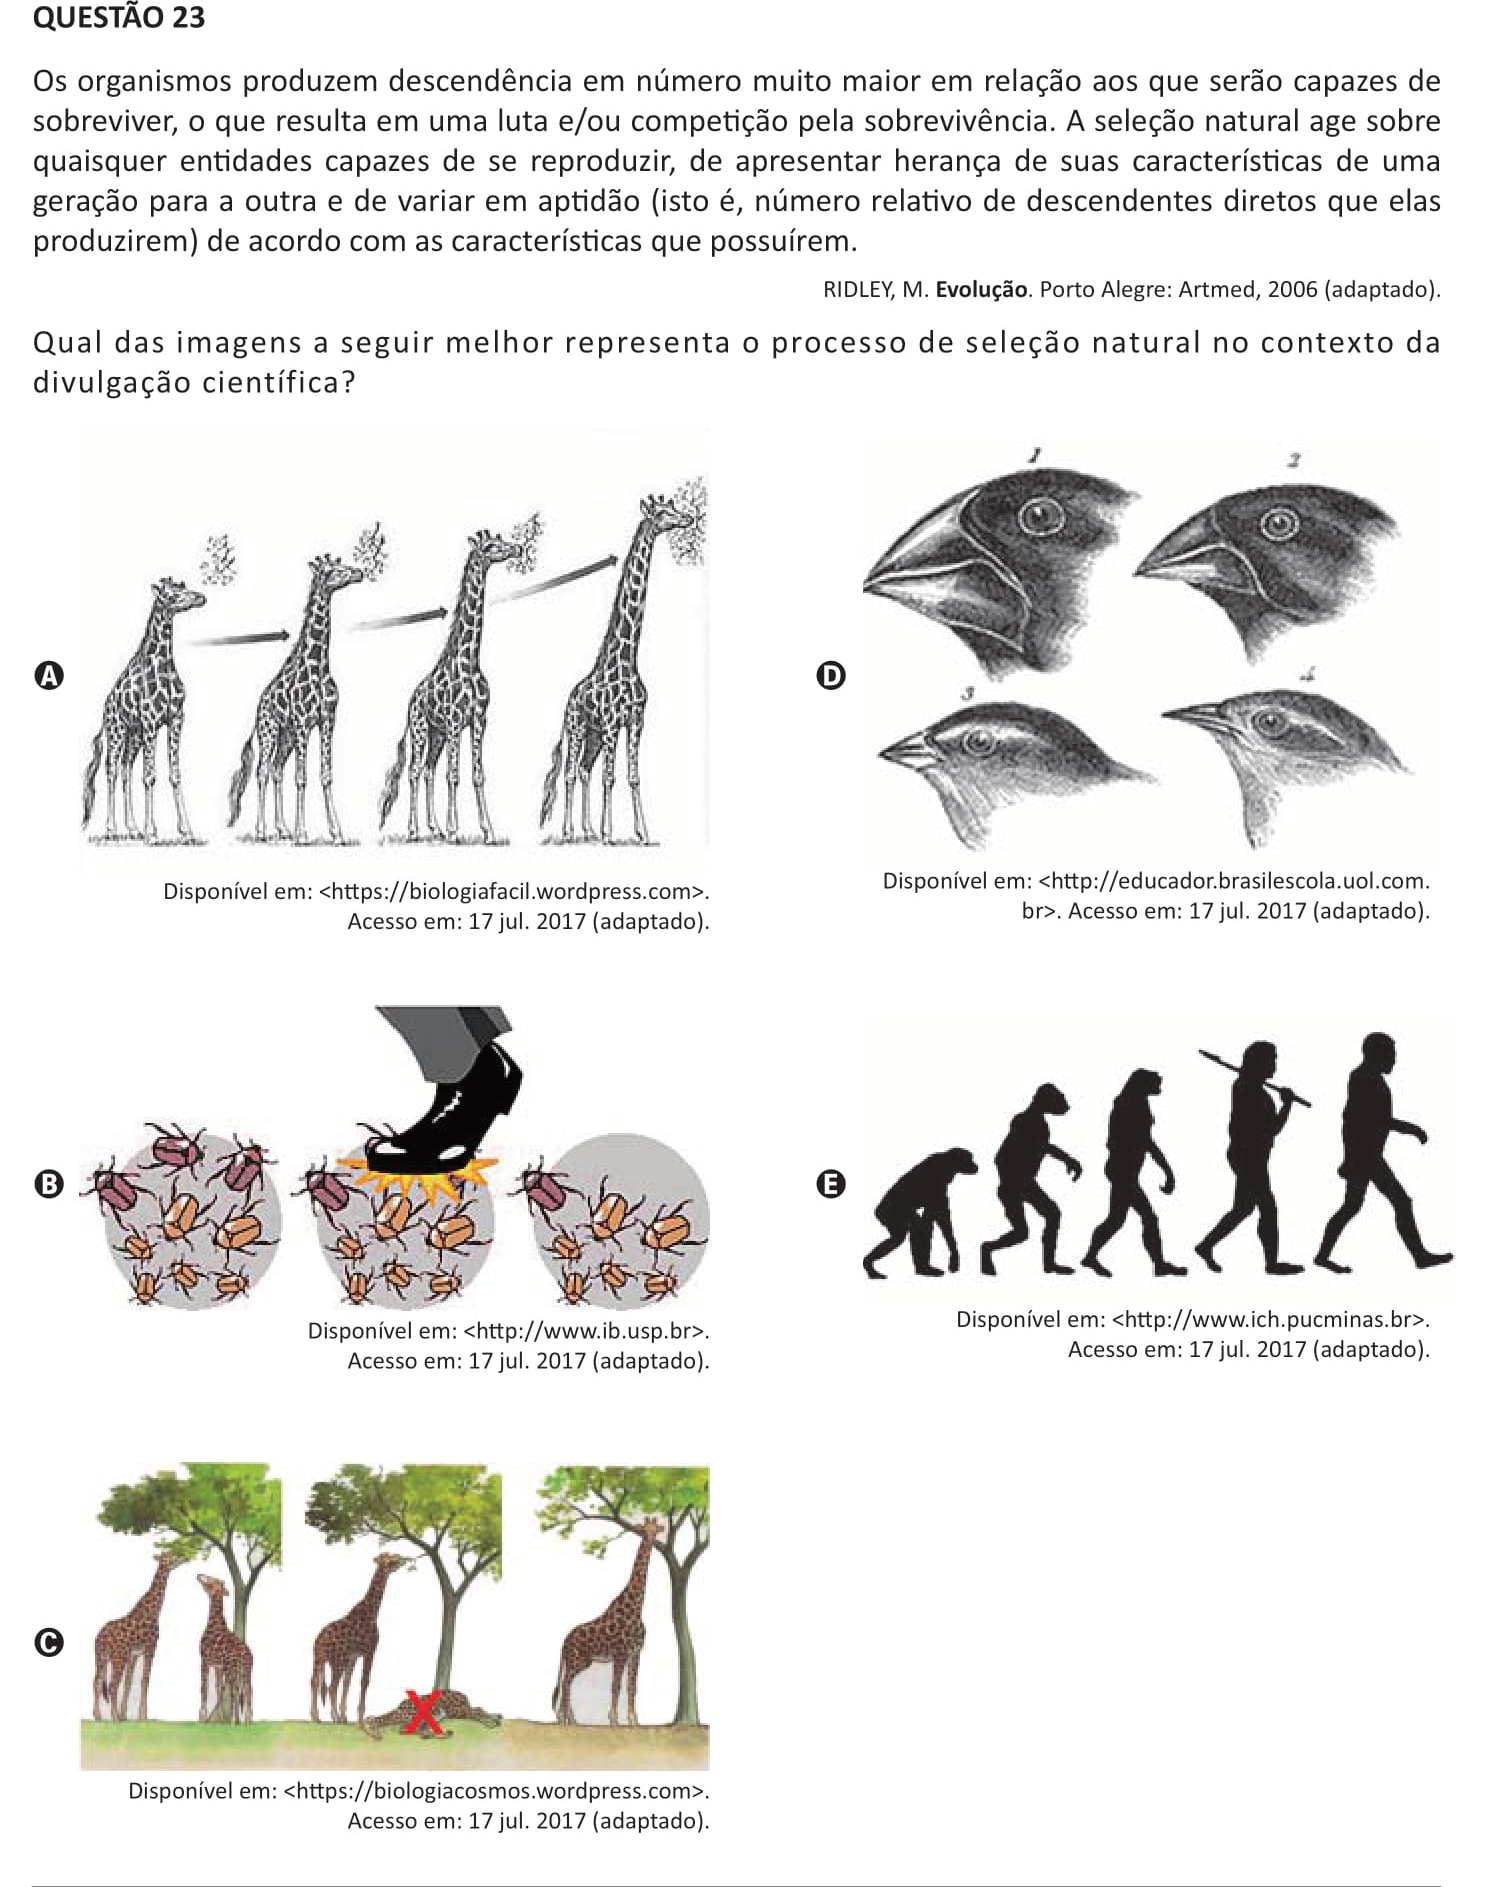 QUESTÃO 23
Os organismos produzem descendência em número muito maior em relação aos que serão capazes de
sobreviver, o que resulta em uma luta e/ou competição pela sobrevivência. A seleção natural age sobre
quaisquer entidades capazes de se reproduzir, de apresentar herança de suas características de uma
geração para a outra e de variar em aptidão (isto é, número relativo de descendentes diretos que elas
produzirem) de acordo com as características que possuírem.
RIDLEY, M. Evolução. Porto Alegre: Artmed, 2006 (adaptado).
Qual das imagens a seguir melhor representa o processo de seleção natural no contexto da
divulgação científica?
A
Disponível em: <https://biologiafacil.wordpress.com>.
Acesso em: 17 jul. 2017 (adaptado).
B
Disponível em: <http://www.ib.usp.br>.
Acesso em: 17 jul. 2017 (adaptado).
C
X
Disponível em: <https://biologiacosmos.wordpress.com>.
Acesso em: 17 jul. 2017 (adaptado).
D
1
2
3
4
Disponível em: <http://educador.brasilescola.uol.com.
br>. Acesso em: 17 jul. 2017 (adaptado).
E
Disponível em: <http://www.ich.pucminas.br>.
Acesso em: 17 jul. 2017 (adaptado).